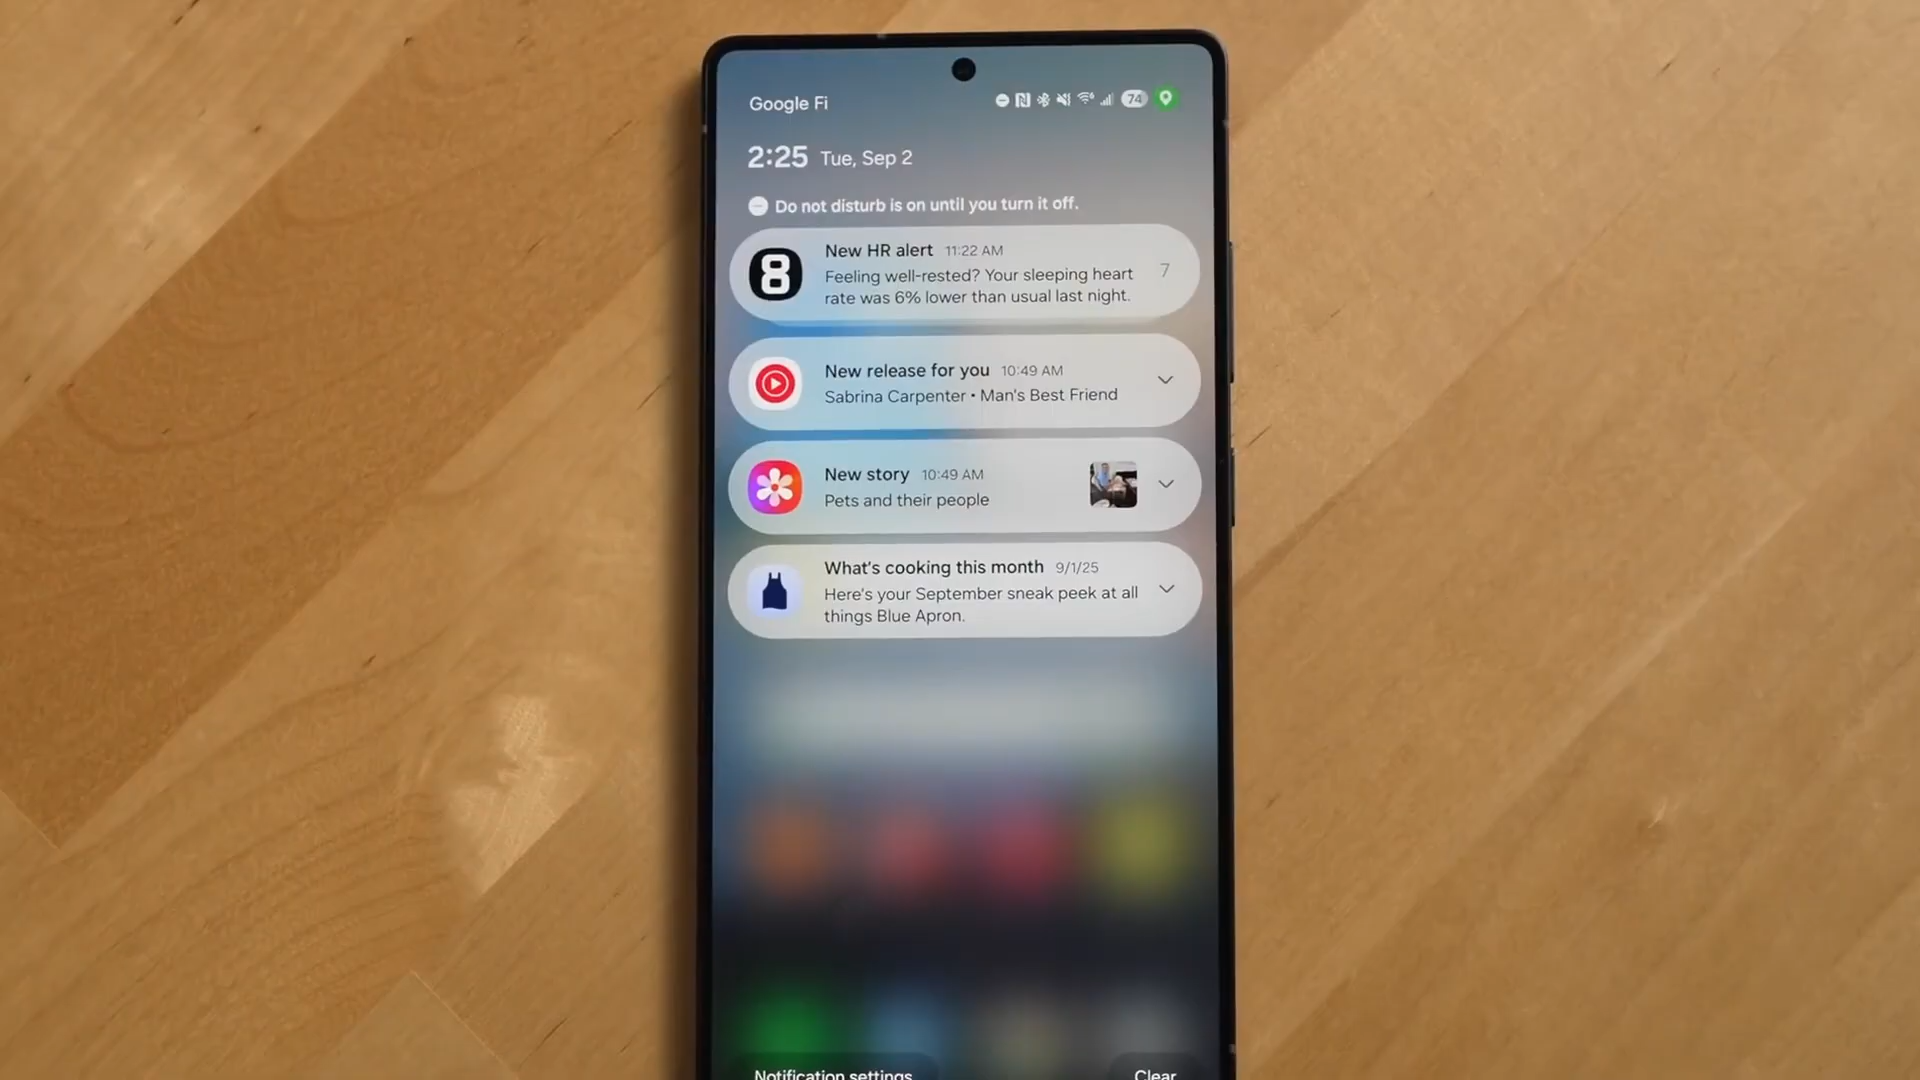 Google Fi
74
2:25 Tue, Sep 2
Do not disturb is on until you turn it off.
8
New HR alert 11:22 AM
Feeling well-rested? Your sleeping heart
rate was 6% lower than usual last night.
7
New release for you 10:49 AM
Sabrina Carpenter • Man's Best Friend
New story 10:49 AM
Pets and their people
What's cooking this month 9/1/25
Here's your September sneak peek at all
things Blue Apron.
Notification settings
Clear